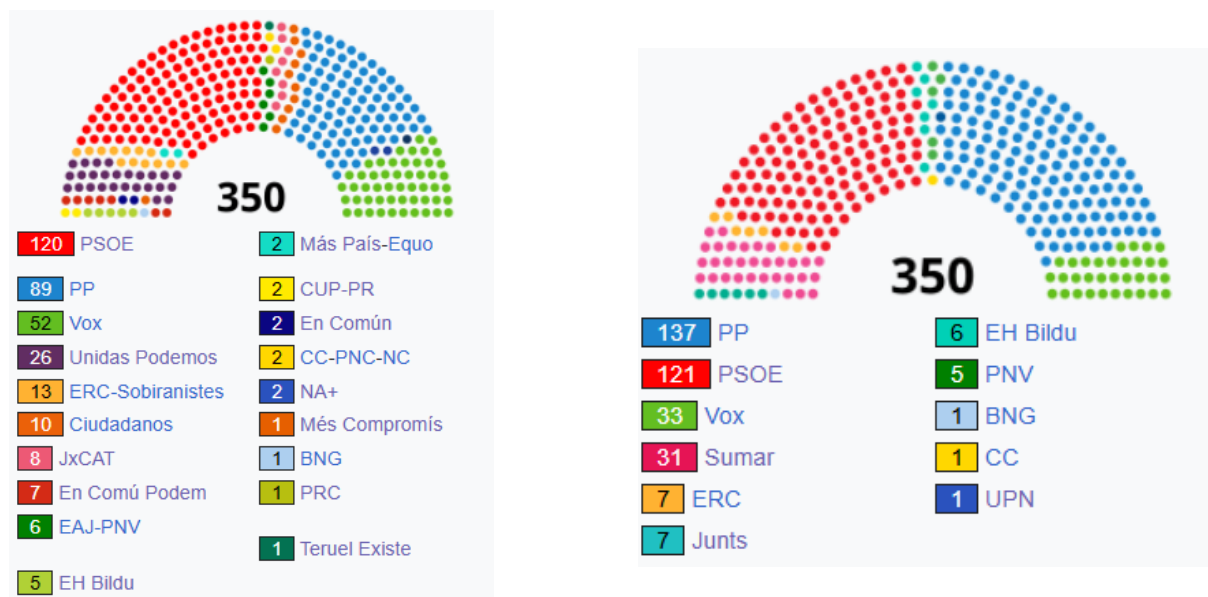 350
120 PSOE
89 PP
52 Vox
26 Unidas Podemos
13 ERC-Sobiranistes
10 Ciudadanos
8 JxCAT
7 En Comú Podem
6 EAJ-PNV
5 EH Bildu
2 Más País-Equo
2 CUP-PR
2 En Común
2 CC-PNC-NC
2 NA+
1 Més Compromís
1 BNG
1 PRC
1 Teruel Existe
350
137 PP
121 PSOE
33 Vox
31 Sumar
7 ERC
7 Junts
6 EH Bildu
5 PNV
1 BNG
1 CC
1 UPN